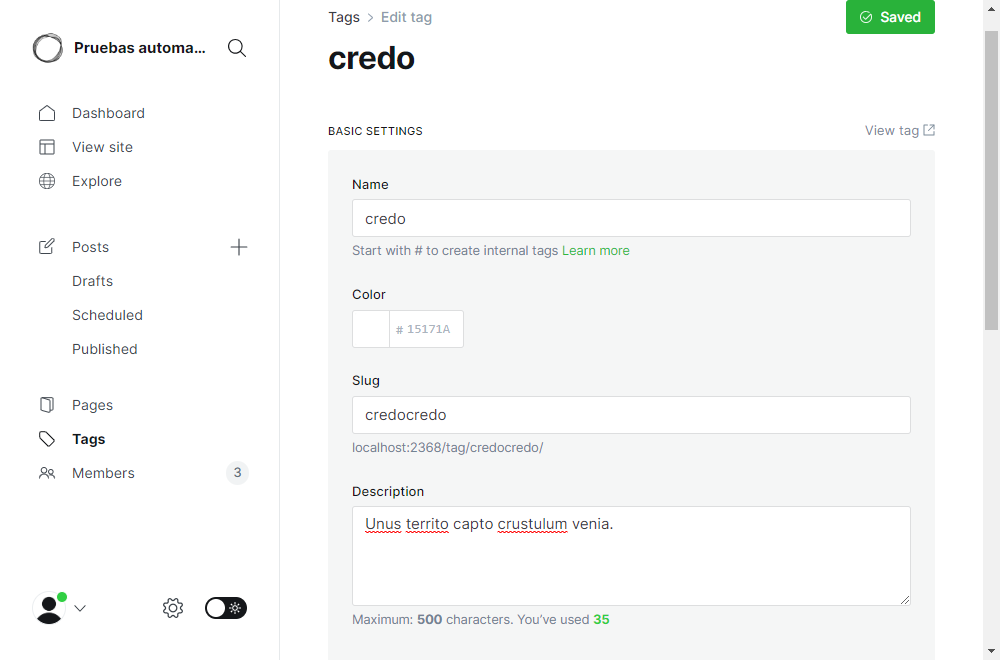 Pruebas automa...
Dashboard
View site
Explore
Posts
Drafts
Scheduled
Published
Pages
Tags
Members 3
Tags > Edit tag
Saved
credo
BASIC SETTINGS
View tag
Name
credo
Start with # to create internal tags Learn more
Color
# 15171A
Slug
credocredo
localhost:2368/tag/credocredo/
Description
Unus territo capto crustulum venia.
Maximum: 500 characters. You’ve used 35